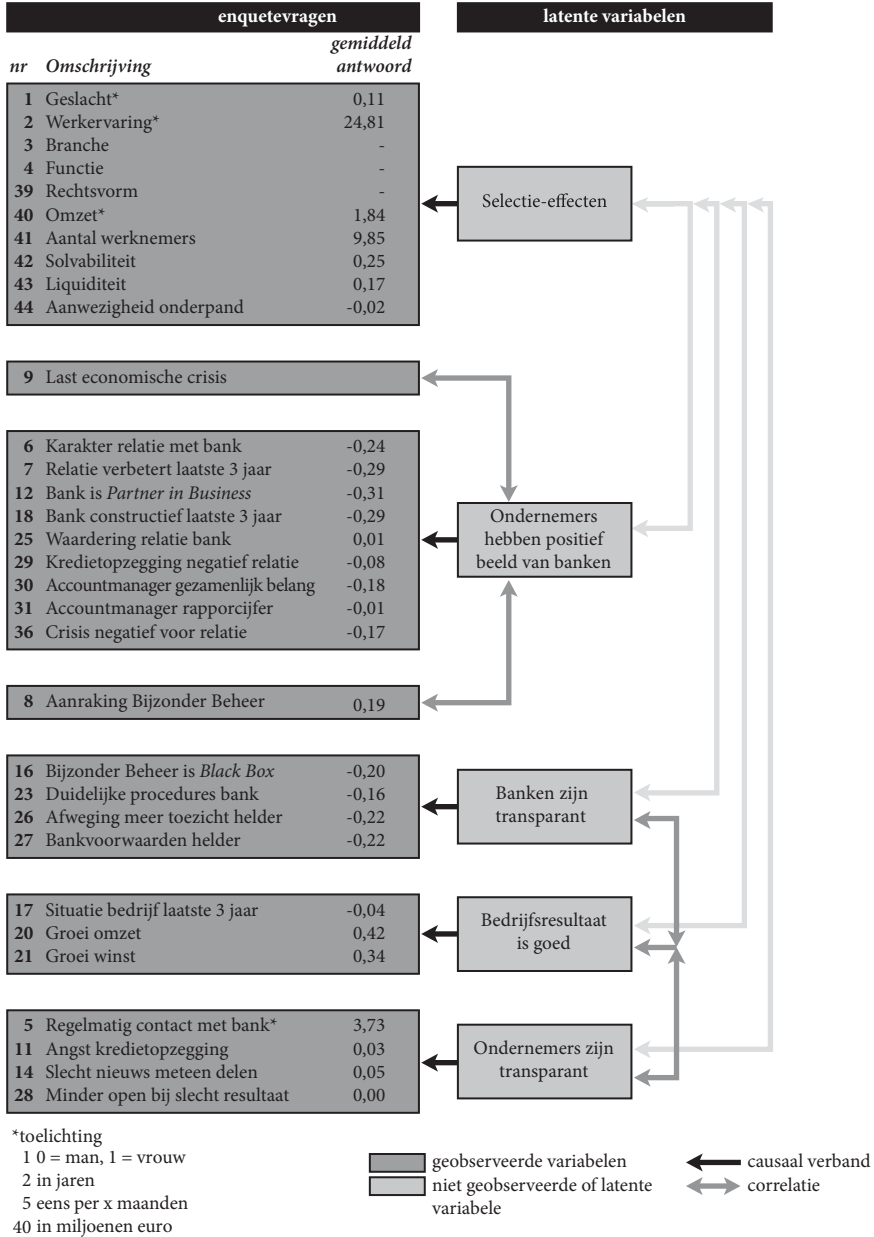 enquetevragen
latente variabelen
nr Omschrijving gemiddeld antwoord
1 Geslacht* 0,11
2 Werkervaring* 24,81
3 Branche -
4 Functie -
39 Rechtsvorm -
40 Omzet* 1,84
41 Aantal werknemers 9,85
42 Solvabiliteit 0,25
43 Liquiditeit 0,17
44 Aanwezigheid onderpand -0,02
Selectie-effecten
9 Last economische crisis
6 Karakter relatie met bank -0,24
7 Relatie verbetert laatste 3 jaar -0,29
12 Bank is Partner in Business -0,31
18 Bank constructief laatste 3 jaar -0,29
25 Waardering relatie bank 0,01
29 Kredietopzegging negatief relatie -0,08
30 Accountmanager gezamenlijk belang -0,18
31 Accountmanager rapporcijfer -0,01
36 Crisis negatief voor relatie -0,17
Ondernemers
hebben positief
beeld van banken
8 Aanraking Bijzonder Beheer 0,19
16 Bijzonder Beheer is Black Box -0,20
23 Duidelijke procedures bank -0,16
26 Afweging meer toezicht helder -0,22
27 Bankvoorwaarden helder -0,22
Banken zijn
transparant
17 Situatie bedrijf laatste 3 jaar -0,04
20 Groei omzet 0,42
21 Groei winst 0,34
Bedrijfsresultaat
is goed
5 Regelmatig contact met bank* 3,73
11 Angst kredietopzegging 0,03
14 Slecht nieuws meteen delen 0,05
28 Minder open bij slecht resultaat 0,00
Ondernemers zijn
transparant
*toelichting
1 0 = man, 1 = vrouw
2 in jaren
5 eens per x maanden
40 in miljoenen euro
geobserveerde variabelen
niet geobserveerde of latente
variabele
causaal verband
correlatie